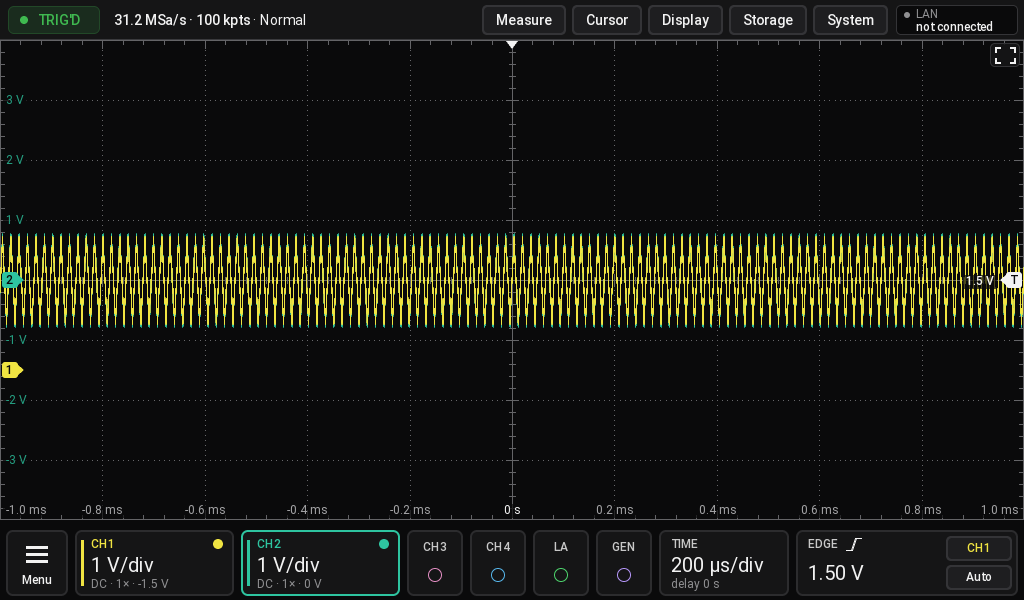 TRIG'D
31.2 MSa/s · 100 kpts · Normal
Measure
Cursor
Display
Storage
System
LAN
not connected
3 V
2 V
1 V
2
1.5 V
T
-1 V
1
-2 V
-3 V
-1.0 ms
-0.8 ms
-0.6 ms
-0.4 ms
-0.2 ms
0 s
0.2 ms
0.4 ms
0.6 ms
0.8 ms
1.0 ms
Menu
CH1
1 V/div
DC · 1× · -1.5 V
CH2
1 V/div
DC · 1× · 0 V
CH3
CH4
LA
GEN
TIME
200 µs/div
delay 0 s
EDGE
1.50 V
CH1
Auto